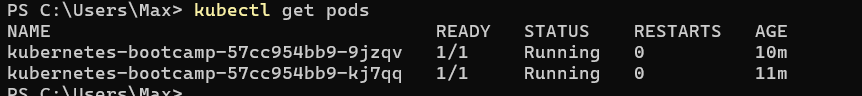 PS C:\Users\Max> kubectl get pods
NAME READY STATUS RESTARTS AGE
kubernetes-bootcamp-57cc954bb9-9jzqv 1/1 Running 0 10m
kubernetes-bootcamp-57cc954bb9-kj7qq 1/1 Running 0 11m
PS C:\Users\Max>